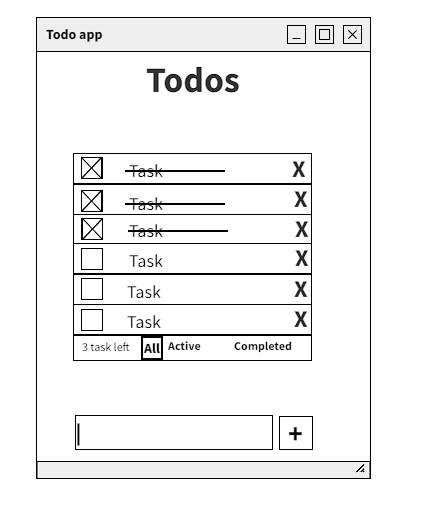 Todo app
Todos
Task X
Task X
Task X
Task X
Task X
Task X
3 task left All Active Completed
+